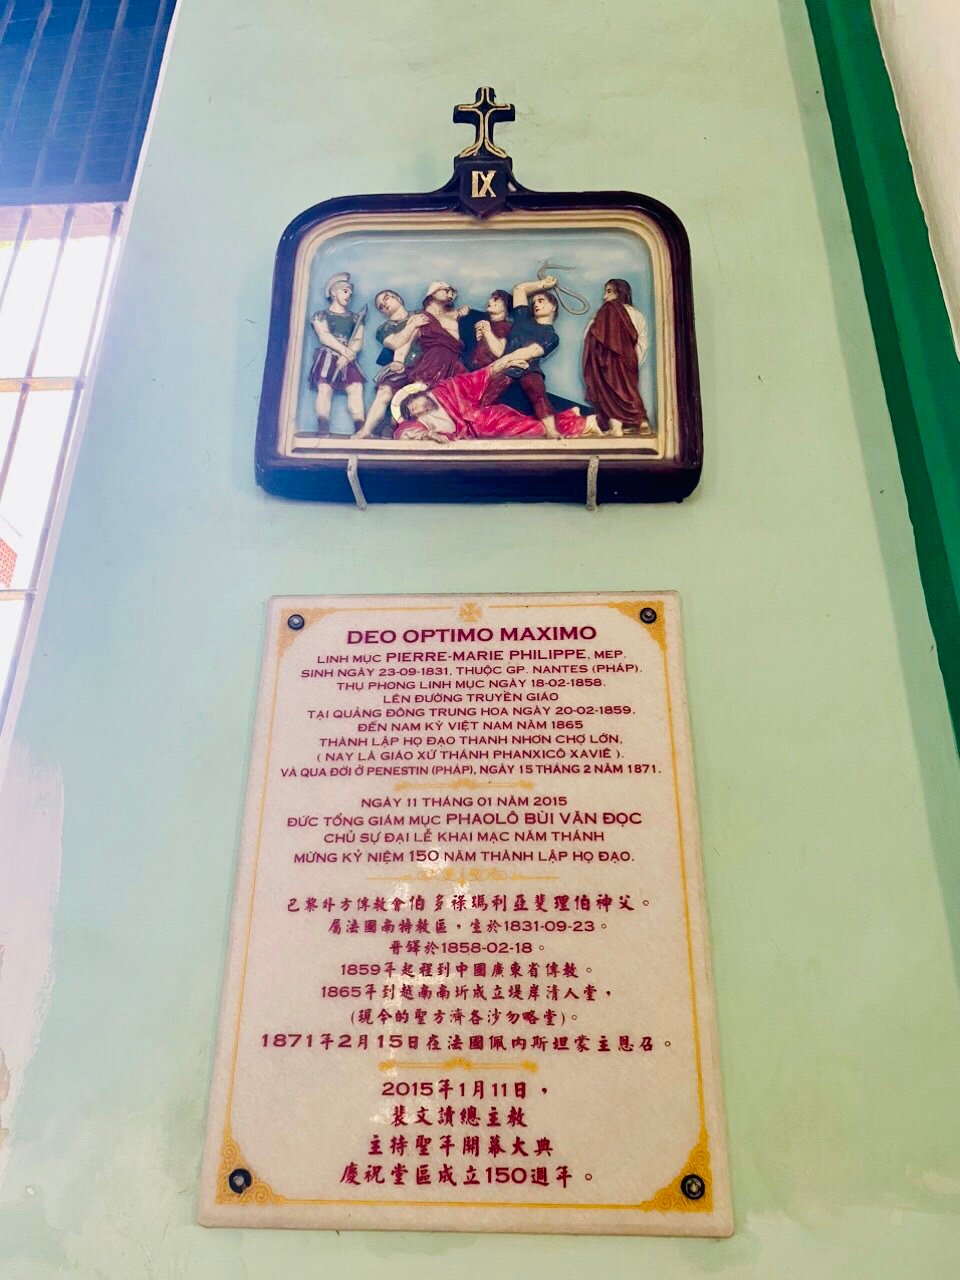 IX
DEO OPTIMO MAXIMO
LINH MỤC PIERRE-MARIE PHILIPPE, MEP.
SINH NGÀY 23-09-1831, THUỘC GP. NANTES (PHÁP).
THỤ PHONG LINH MỤC NGÀY 18-02-1858.
LÊN ĐƯỜNG TRUYỀN GIÁO
TẠI QUẢNG ĐÔNG TRUNG HOA NGÀY 20-02-1859.
ĐẾN NAM KỲ VIỆT NAM NĂM 1865
THÀNH LẬP HỌ ĐẠO THANH NHƠN CHỢ LỚN,
( NAY LÀ GIÁO XỨ THÁNH PHANXICÔ XAVIÊ ).
VÀ QUA ĐỜI Ở PENESTIN (PHÁP), NGÀY 15 THÁNG 2 NĂM 1871.
NGÀY 11 THÁNG 01 NĂM 2015
ĐỨC TỔNG GIÁM MỤC PHAOLÔ BÙI VĂN ĐỌC
CHỦ SỰ ĐẠI LỄ KHAI MẠC NĂM THÁNH
MỪNG KỶ NIỆM 150 NĂM THÀNH LẬP HỌ ĐẠO.
巴黎外方傳教會伯多祿瑪利亞斐理伯神父。
屬法國南特教區，生於1831-09-23。
晋鐸於1858-02-18。
1859年起程到中國廣東省傳教。
1865年到越南南圻成立堤岸清人堂，
(現今的聖方濟各沙勿略堂)。
1871年2月15日在法國佩內斯坦蒙主恩召。
2015年1月11日，
裴文讀總主教
主持聖年開幕大典
慶祝堂區成立150週年。